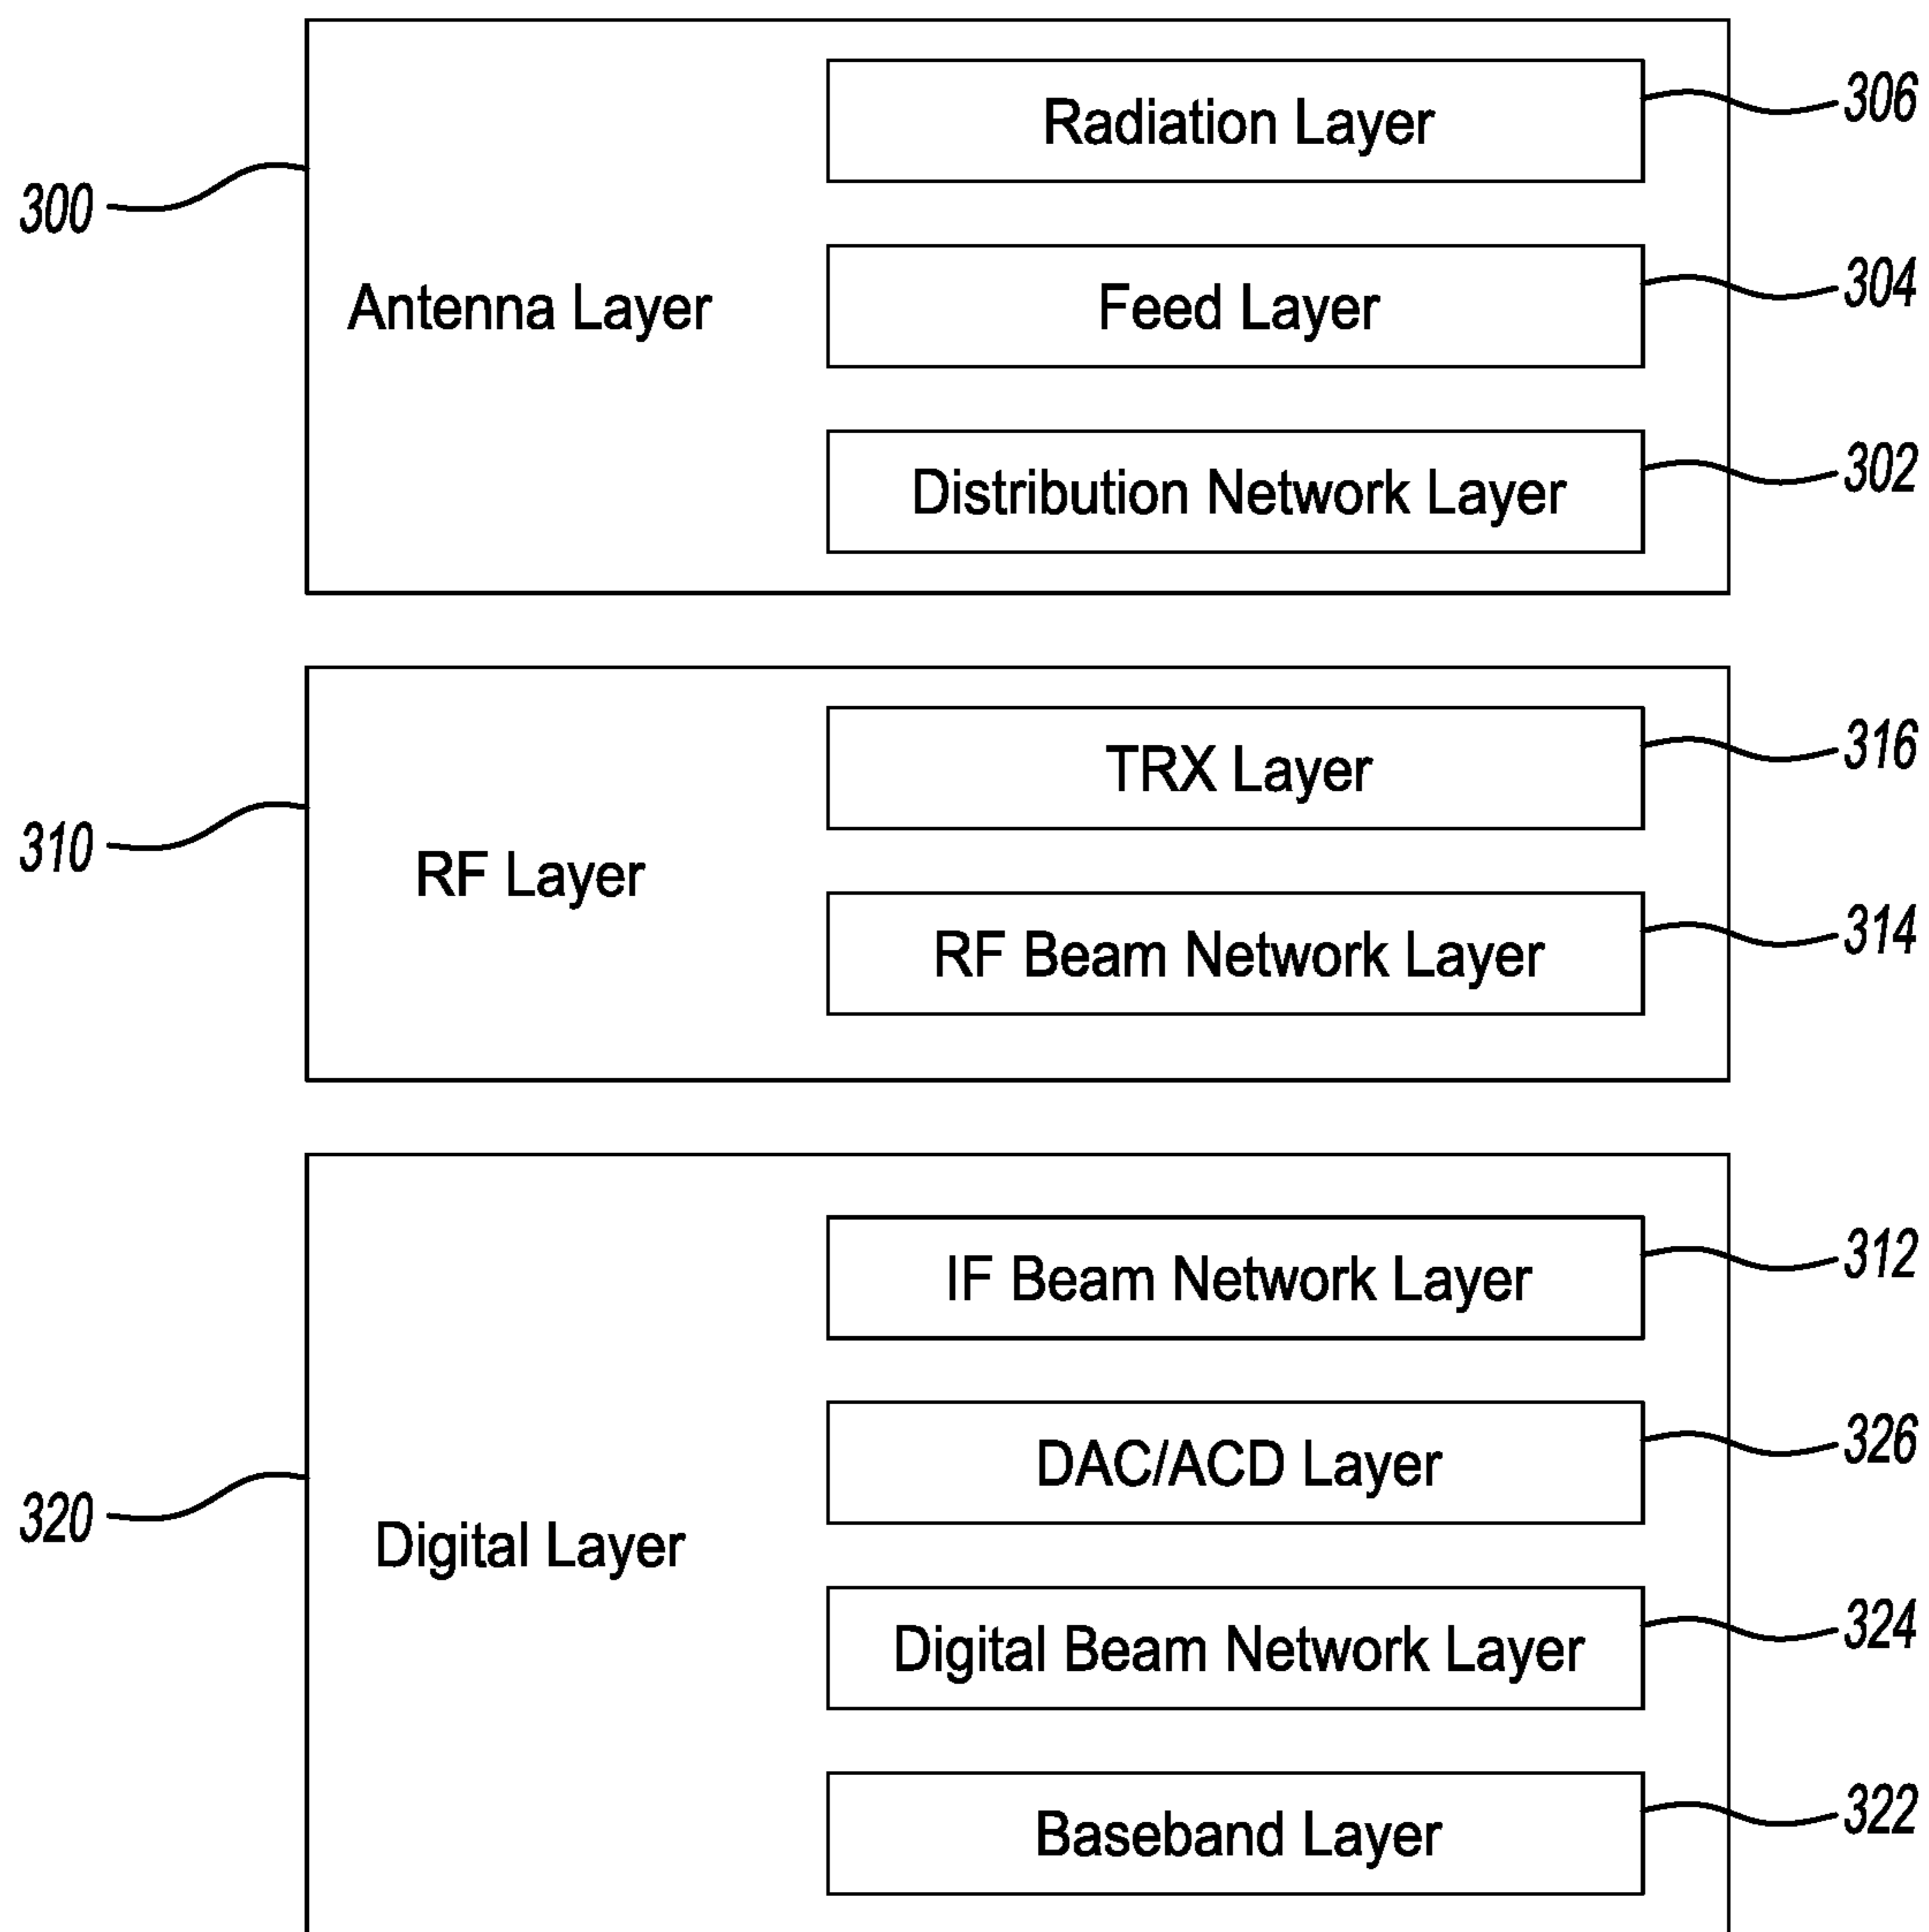 Radiation Layer
306
300
Antenna Layer
Feed Layer
304
Distribution Network Layer
302
TRX Layer
316
310
RF Layer
RF Beam Network Layer
314
IF Beam Network Layer
312
DAC/ACD Layer
326
320
Digital Layer
Digital Beam Network Layer
324
Baseband Layer
322